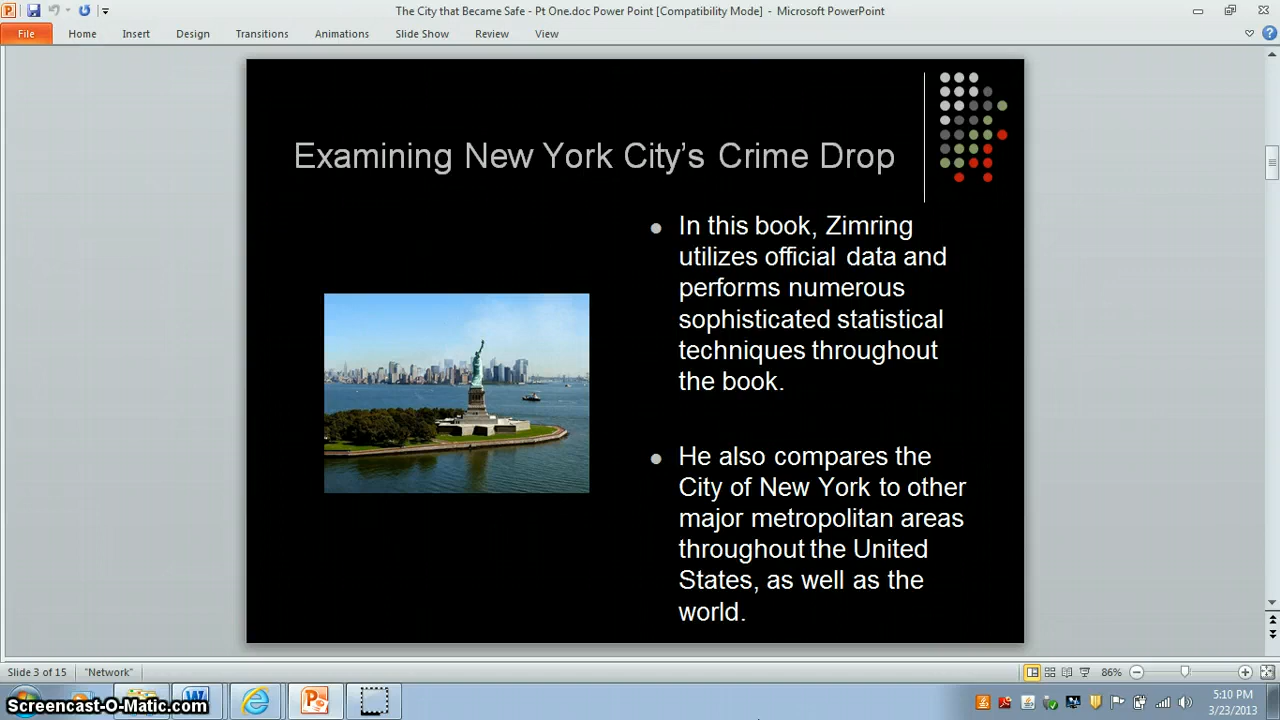 The City that Became Safe - Pt One.doc Power Point [Compatibility Mode] - Microsoft PowerPoint
File Home Insert Design Transitions Animations Slide Show Review View
Examining New York City's Crime Drop
In this book, Zimring
utilizes official data and
performs numerous
sophisticated statistical
techniques throughout
the book.
He also compares the
City of New York to other
major metropolitan areas
throughout the United
States, as well as the
world.
Slide 3 of 15 "Network" 86%
Screencast-O-Matic.com
5:10 PM
3/23/2013